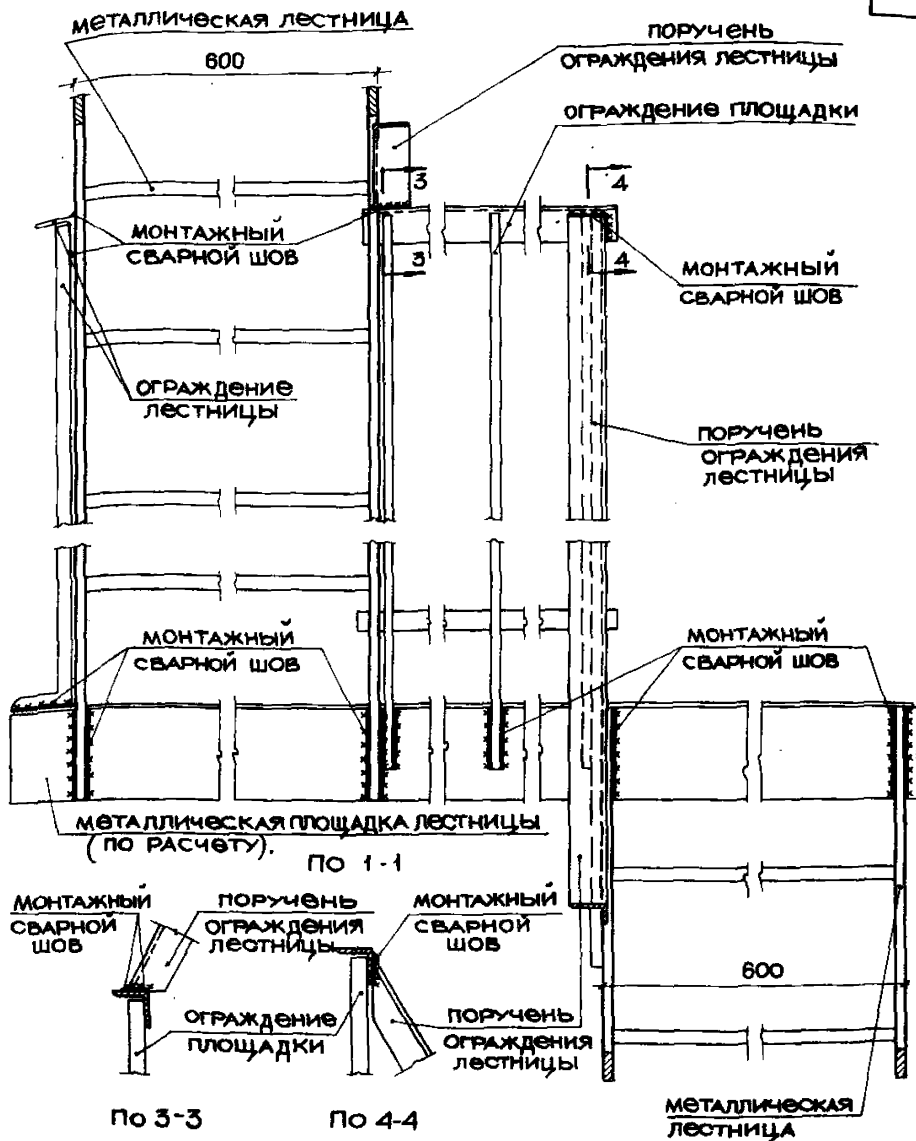 МЕТАЛЛИЧЕСКАЯ ЛЕСТНИЦА
600
ПОРУЧЕНЬ
ОГРАЖДЕНИЯ ЛЕСТНИЦЫ
ОГРАЖДЕНИЕ ПЛОЩАДКИ
3
4
МОНТАЖНЫЙ
СВАРНОЙ ШОВ
3
4
МОНТАЖНЫЙ
СВАРНОЙ ШОВ
ОГРАЖДЕНИЕ
ЛЕСТНИЦЫ
ПОРУЧЕНЬ
ОГРАЖДЕНИЯ
ЛЕСТНИЦЫ
МОНТАЖНЫЙ
СВАРНОЙ ШОВ
МОНТАЖНЫЙ
СВАРНОЙ ШОВ
МЕТАЛЛИЧЕСКАЯ ПЛОЩАДКА ЛЕСТНИЦЫ
(ПО РАСЧЕТУ).
ПО 1-1
МОНТАЖНЫЙ
СВАРНОЙ
ШОВ
ПОРУЧЕНЬ
ОГРАЖДЕНИЯ
ЛЕСТНИЦЫ
МОНТАЖНЫЙ
СВАРНОЙ
ШОВ
600
ОГРАЖДЕНИЕ
ПЛОЩАДКИ
ПОРУЧЕНЬ
ОГРАЖДЕНИЯ
ЛЕСТНИЦЫ
ПО 3-3
ПО 4-4
МЕТАЛЛИЧЕСКАЯ
ЛЕСТНИЦА